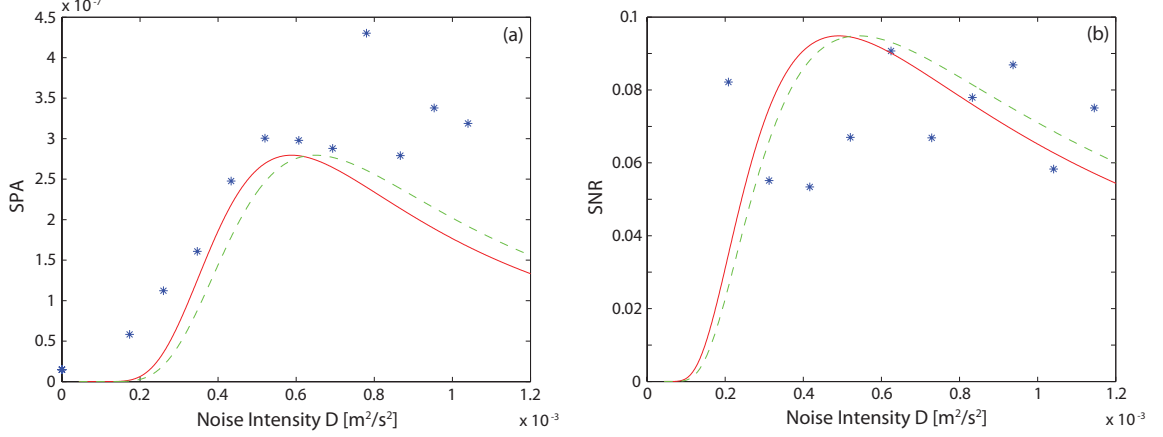 4.5 x 10⁻⁷
(a)
4
3.5
3
2.5
2
1.5
1
0.5
0
SPA
0 0.2 0.4 0.6 0.8 1 1.2
Noise Intensity D [m²/s²] x 10⁻³
0.1
(b)
0.08
0.06
0.04
0.02
0
SNR
0 0.2 0.4 0.6 0.8 1 1.2
Noise Intensity D [m²/s²] x 10⁻³